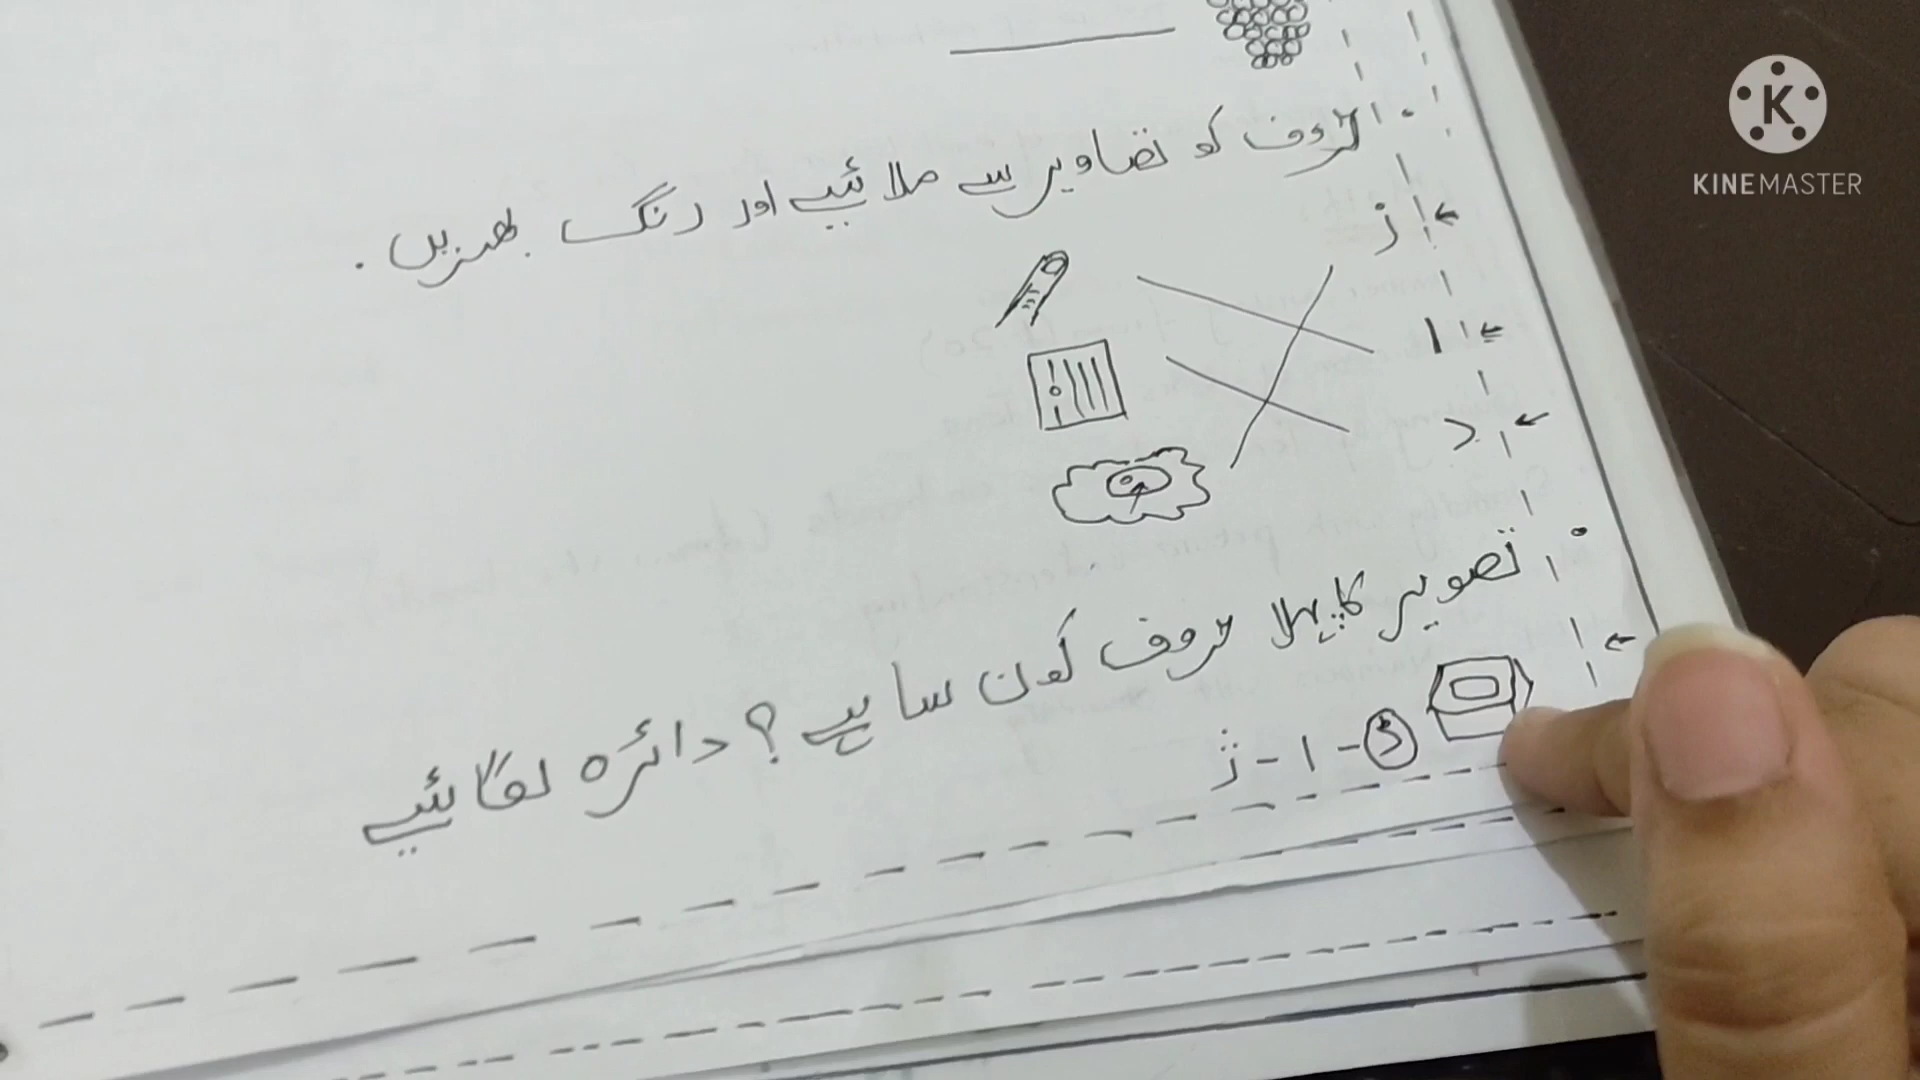 حروف کو تصاویر سے ملائیے اور رنگ بھریں.
ز
ا
د
تصویر کا پہلا حروف کون سا ہے؟ دائرہ لگائیے
ڈ - ا - ژ
K
KINEMASTER